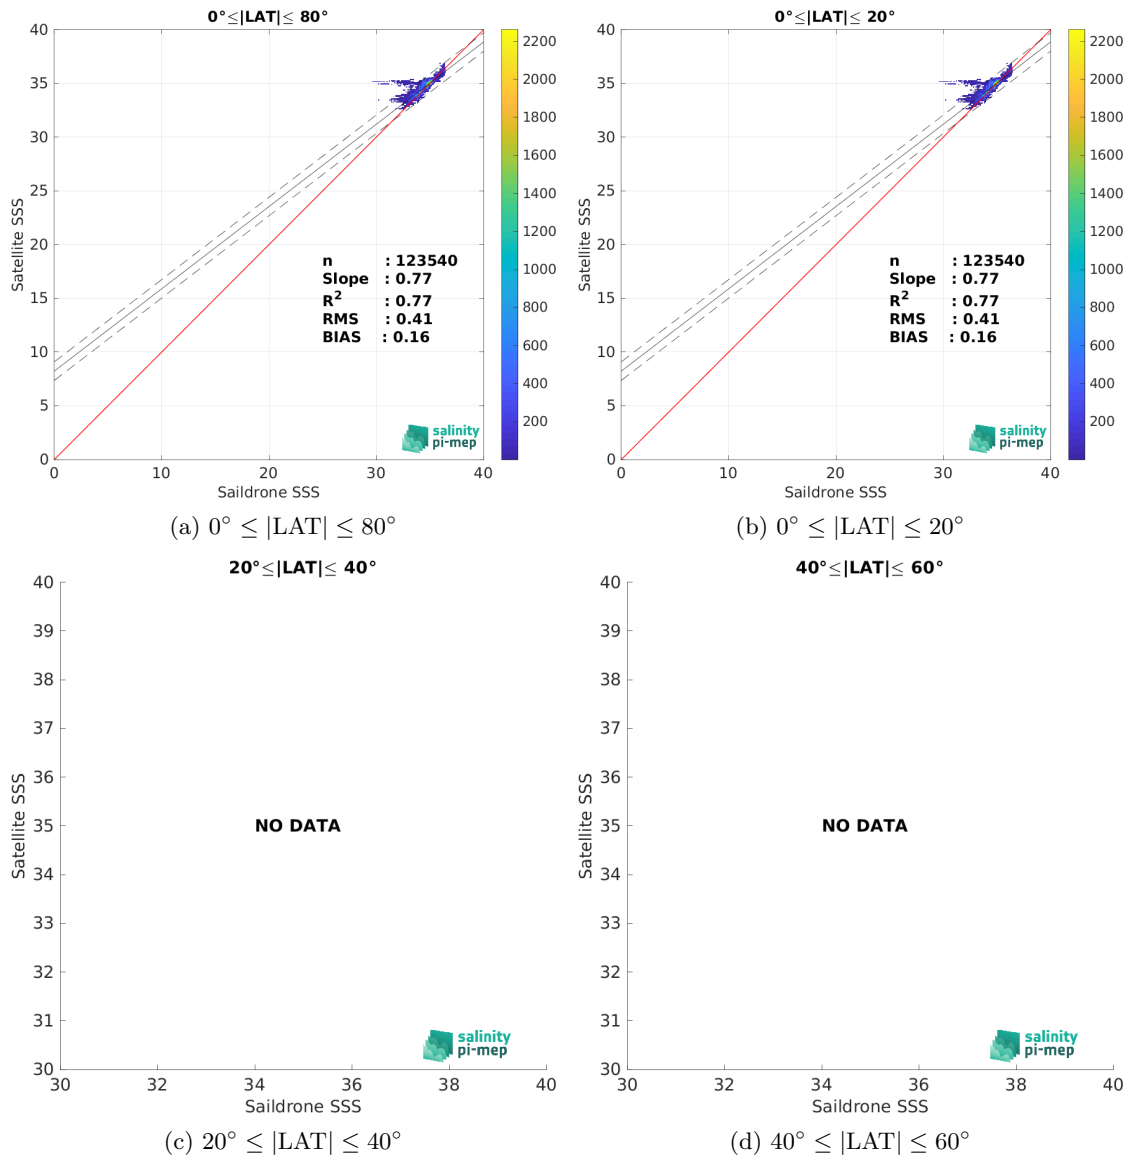 0°≤|LAT|≤ 80°
40
35
30
25
20
15
10
5
0
Satellite SSS
n : 123540
Slope : 0.77
R² : 0.77
RMS : 0.41
BIAS : 0.16
salinity
pi-mep
0 10 20 30 40
Saildrone SSS
2200
2000
1800
1600
1400
1200
1000
800
600
400
200
(a) 0° ≤ |LAT| ≤ 80°
0°≤|LAT|≤ 20°
40
35
30
25
20
15
10
5
0
Satellite SSS
n : 123540
Slope : 0.77
R² : 0.77
RMS : 0.41
BIAS : 0.16
salinity
pi-mep
0 10 20 30 40
Saildrone SSS
2200
2000
1800
1600
1400
1200
1000
800
600
400
200
(b) 0° ≤ |LAT| ≤ 20°
20°≤|LAT|≤ 40°
40
39
38
37
36
35
34
33
32
31
30
Satellite SSS
NO DATA
salinity
pi-mep
30 32 34 36 38 40
Saildrone SSS
(c) 20° ≤ |LAT| ≤ 40°
40°≤|LAT|≤ 60°
40
39
38
37
36
35
34
33
32
31
30
Satellite SSS
NO DATA
salinity
pi-mep
30 32 34 36 38 40
Saildrone SSS
(d) 40° ≤ |LAT| ≤ 60°